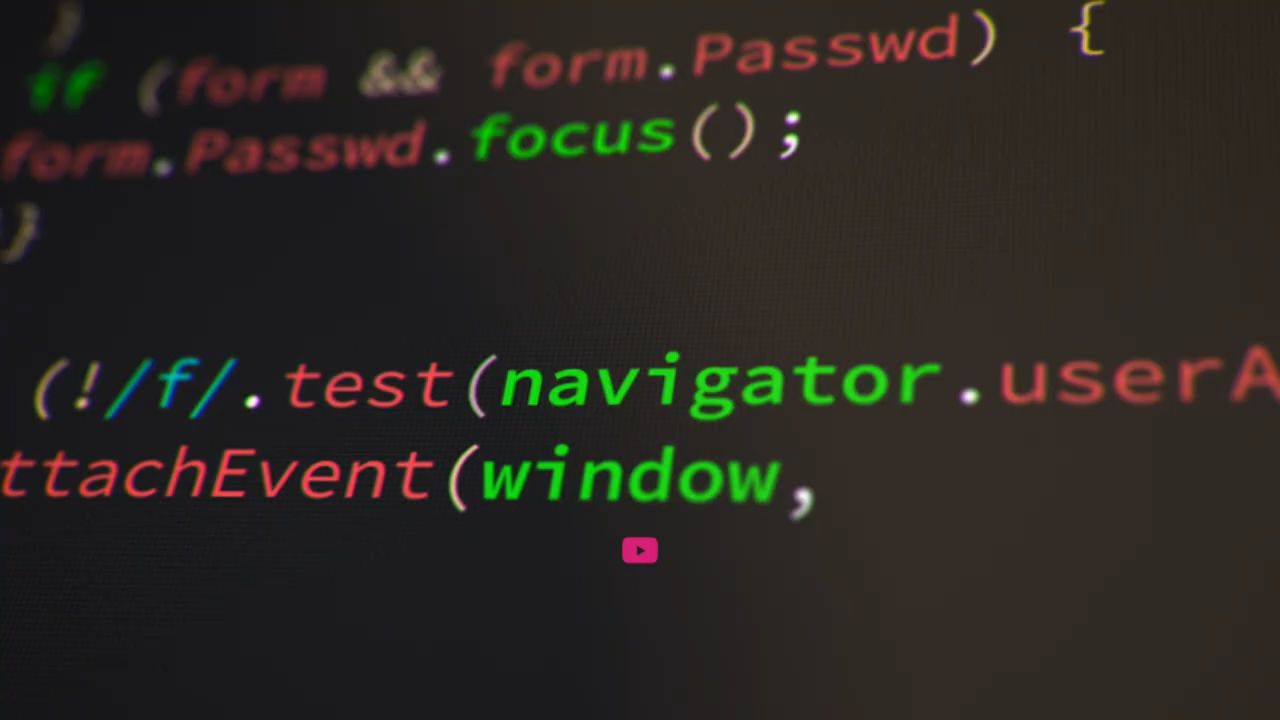 }
if (form && form.Passwd) {
form.Passwd.focus();
}
(!/f/.test(navigator.userA
ttachEvent(window,